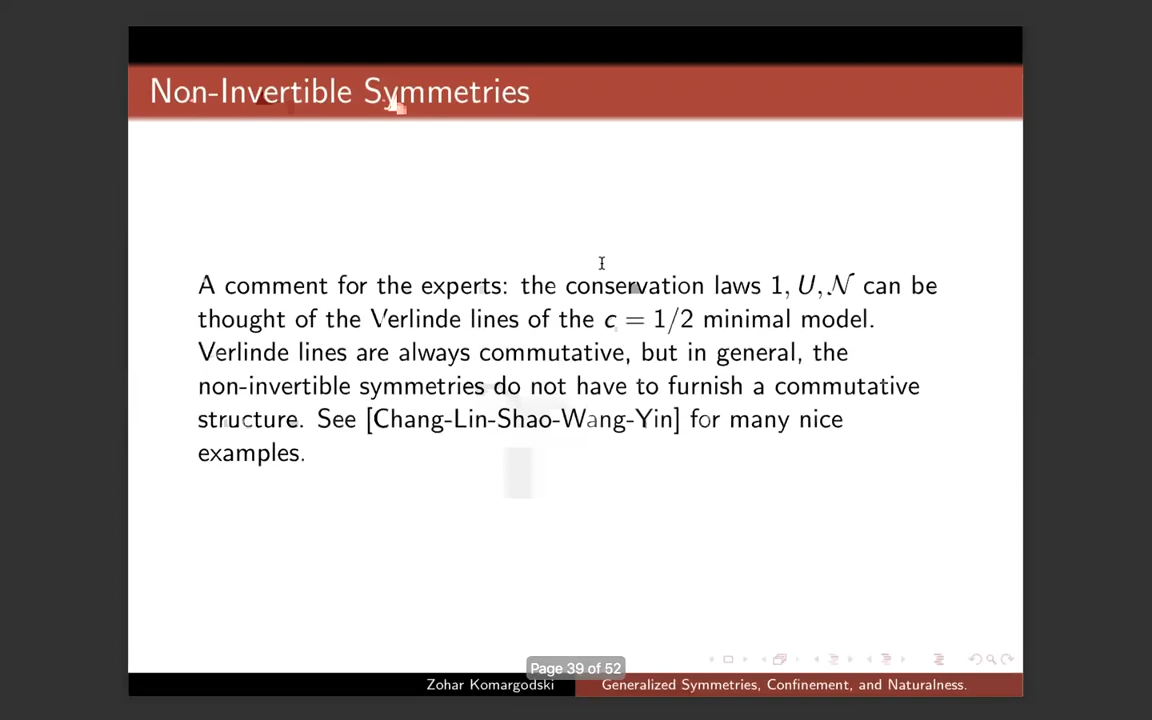 Non-Invertible Symmetries
A comment for the experts: the conservation laws 1, U, 𝒩 can be
thought of the Verlinde lines of the c = 1/2 minimal model.
Verlinde lines are always commutative, but in general, the
non-invertible symmetries do not have to furnish a commutative
structure. See [Chang-Lin-Shao-Wang-Yin] for many nice
examples.
Page 39 of 52
Zohar Komargodski Generalized Symmetries, Confinement, and Naturalness.